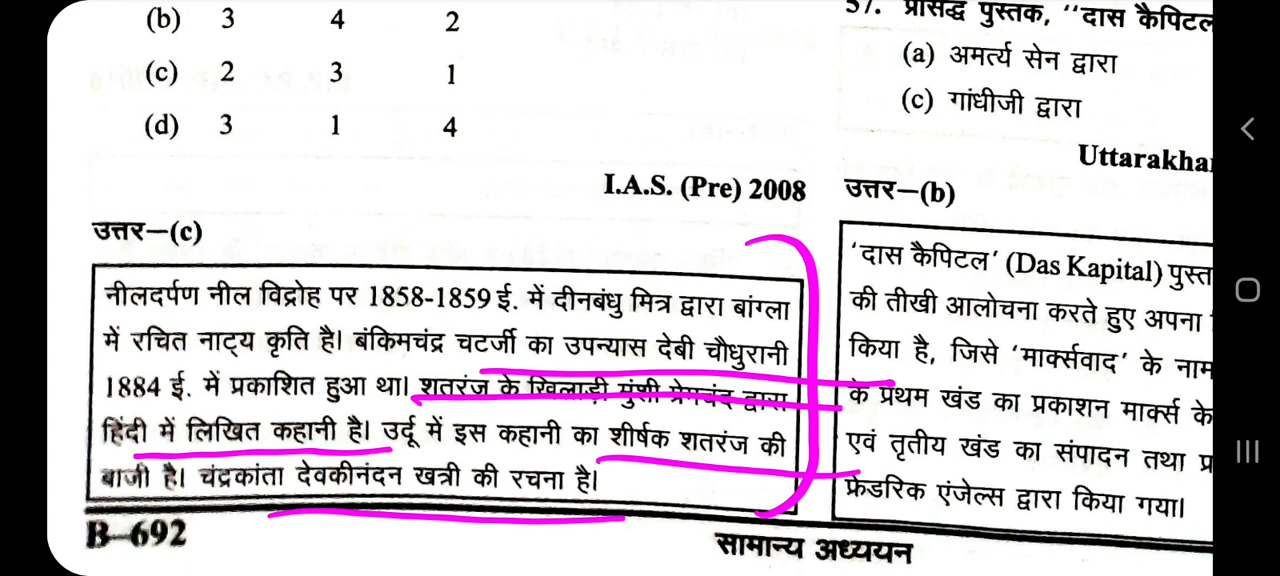 (b) 3 4 2
(c) 2 3 1
(d) 3 1 4
I.A.S. (Pre) 2008
उत्तर–(c)
नीलदर्पण नील विद्रोह पर 1858-1859 ई. में दीनबंधु मित्र द्वारा बांग्ला
में रचित नाट्य कृति है। बंकिमचंद्र चटर्जी का उपन्यास देबी चौधुरानी
1884 ई. में प्रकाशित हुआ था। शतरंज के खिलाड़ी मुंशी प्रेमचंद द्वारा
हिंदी में लिखित कहानी है। उर्दू में इस कहानी का शीर्षक शतरंज की
बाजी है। चंद्रकांता देवकीनंदन खत्री की रचना है।
B–692
सामान्य अध्ययन
57. प्रसिद्ध पुस्तक, ‘‘दास कैपिटल
(a) अमर्त्य सेन द्वारा
(c) गांधीजी द्वारा
Uttarakha
उत्तर–(b)
‘दास कैपिटल’ (Das Kapital) पुस्त
की तीखी आलोचना करते हुए अपना
किया है, जिसे ‘मार्क्सवाद’ के नाम
के प्रथम खंड का प्रकाशन मार्क्स के
एवं तृतीय खंड का संपादन तथा प्र
फ्रेडरिक एंजेल्स द्वारा किया गया।